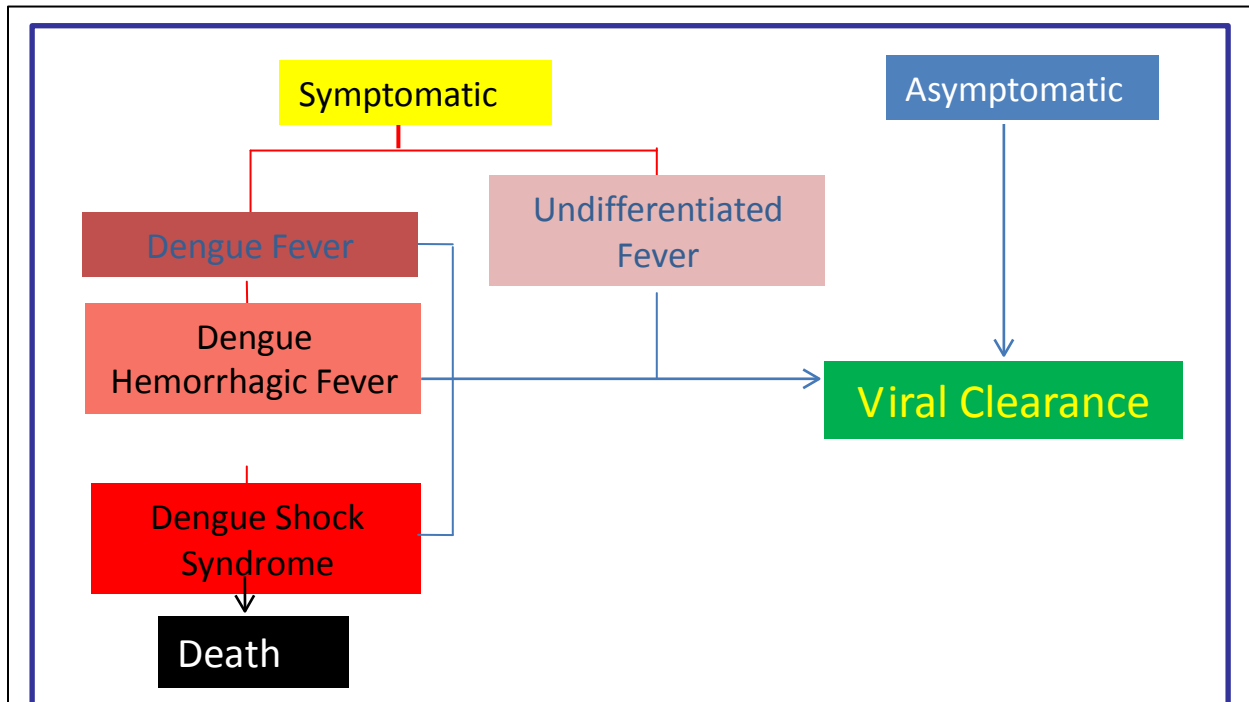 Symptomatic
Asymptomatic
Undifferentiated
Fever
Dengue Fever
Dengue
Hemorrhagic Fever
Viral Clearance
Dengue Shock
Syndrome
Death